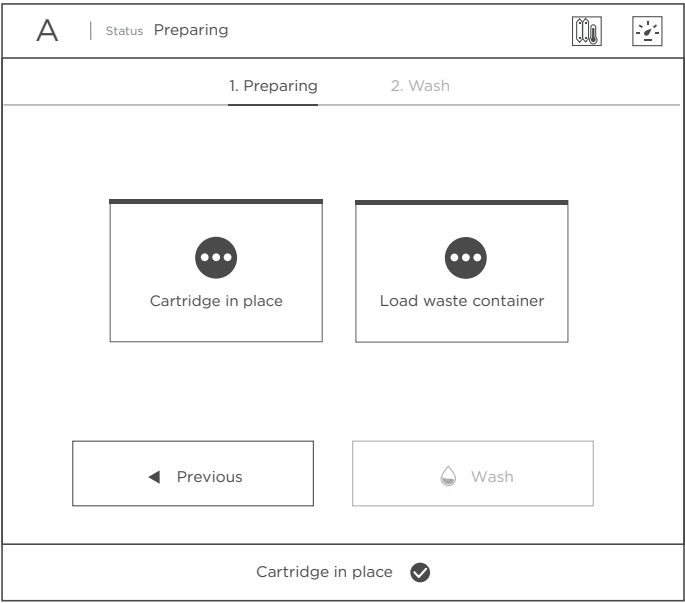 A
Status Preparing
1. Preparing
2. Wash
Cartridge in place
Load waste container
Previous
Wash
Cartridge in place